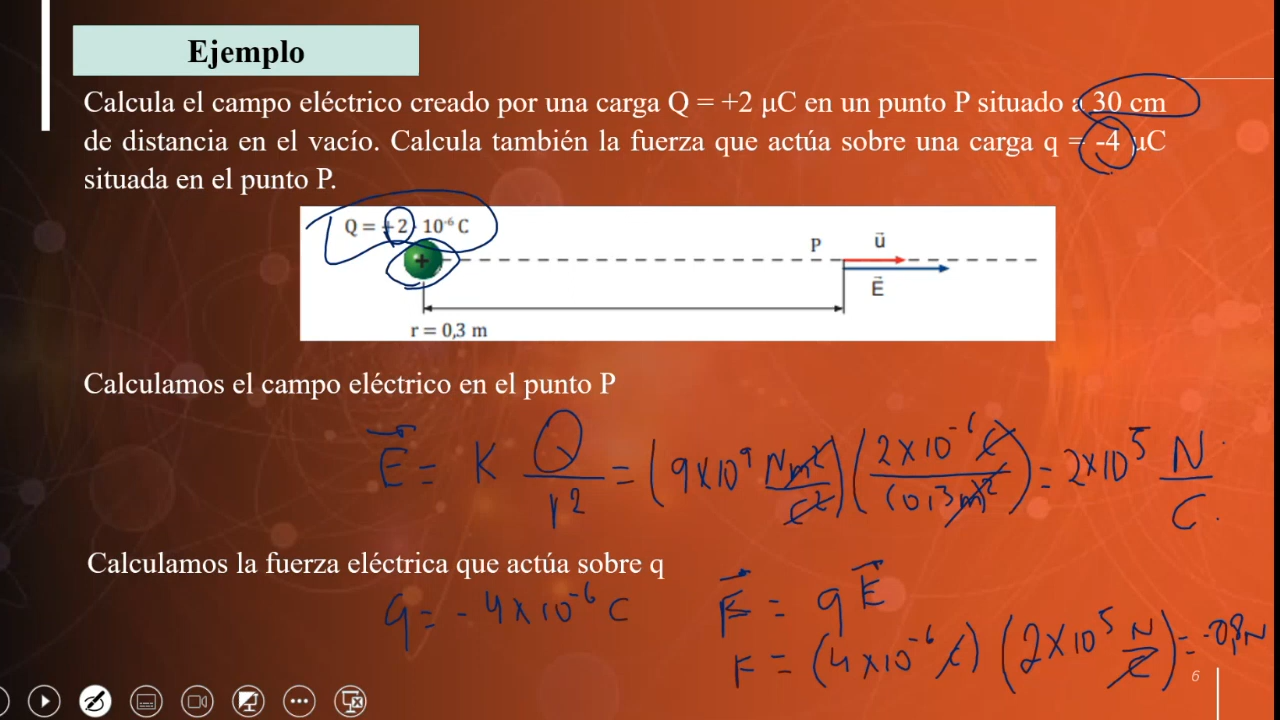 Ejemplo
Calcula el campo eléctrico creado por una carga Q = +2 µC en un punto P situado a 30 cm
de distancia en el vacío. Calcula también la fuerza que actúa sobre una carga q = -4 µC
situada en el punto P.
Q = +2 · 10⁻⁶ C
P
u⃗
+
E⃗
r = 0,3 m
Calculamos el campo eléctrico en el punto P
E⃗ = K Q/r² = (9x10⁹ Nm²/C²) (2x10⁻⁶ C/(0,3m)²) = 2x10⁵ N/C
Calculamos la fuerza eléctrica que actúa sobre q
q = -4x10⁻⁶ C
F⃗ = qE⃗
F = (4x10⁻⁶ C) (2x10⁵ N/C) = -0,8N
6